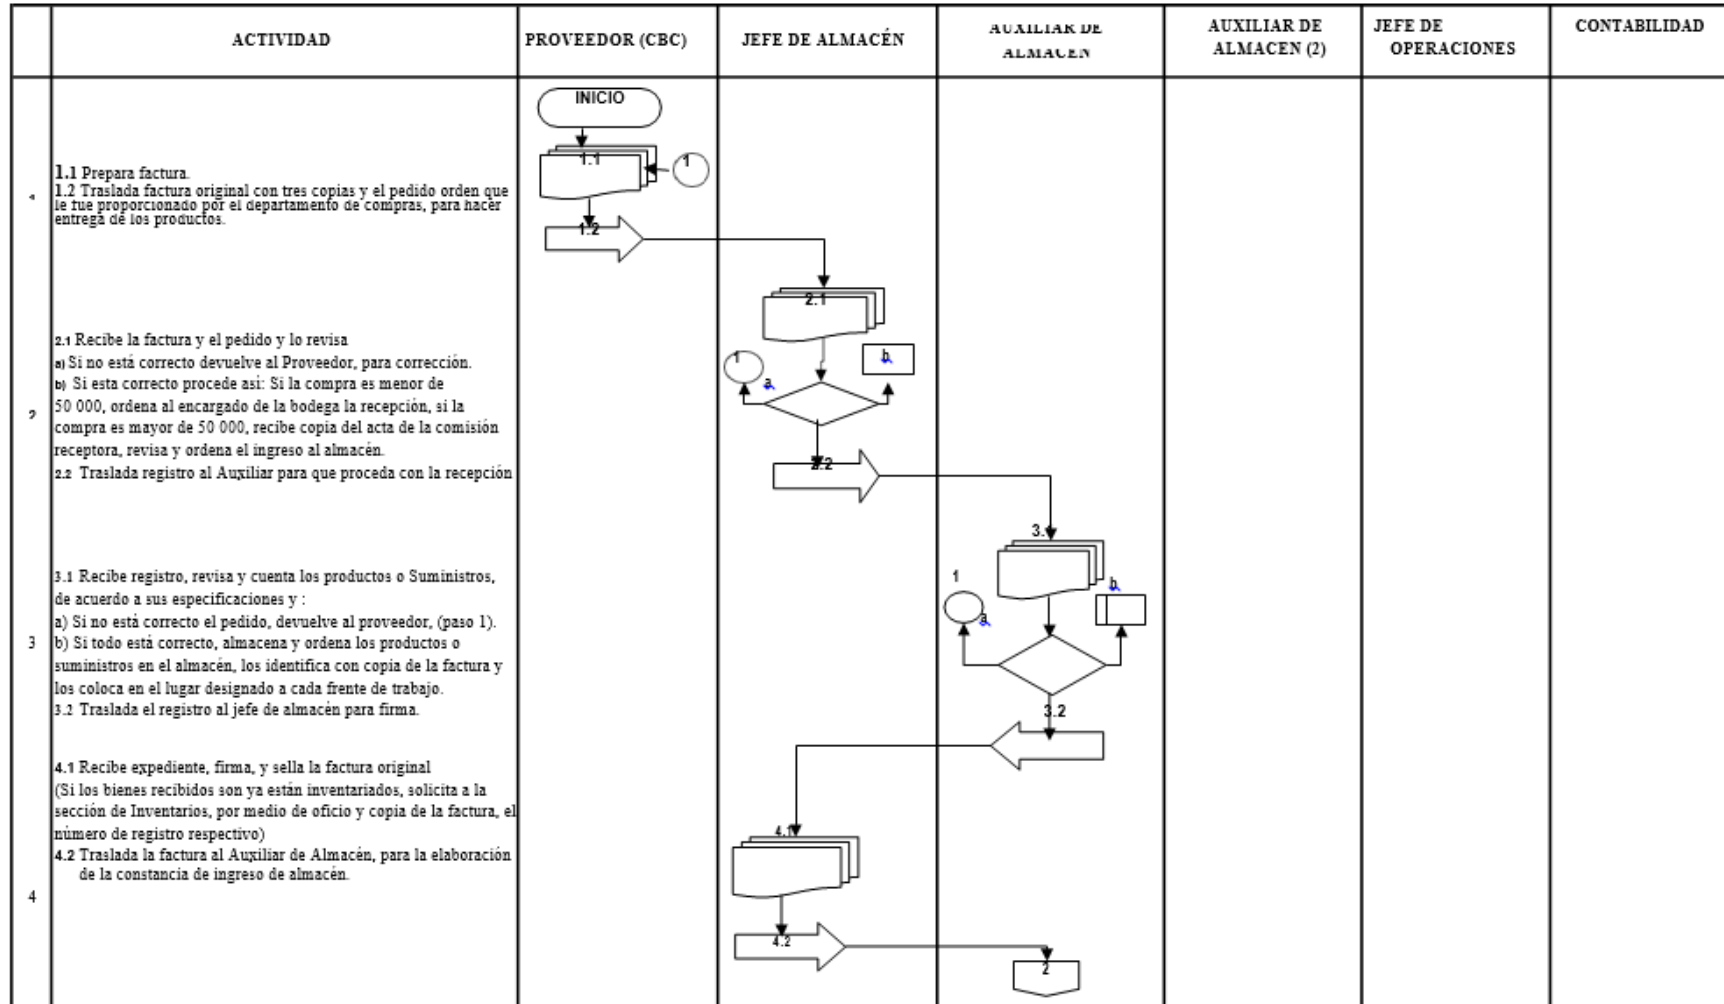 ACTIVIDAD
PROVEEDOR (CBC)
JEFE DE ALMACÉN
AUXILIAR DE
ALMACEN
AUXILIAR DE
ALMACEN (2)
JEFE DE
OPERACIONES
CONTABILIDAD
INICIO
1.1
1
1.1 Prepara factura.
1.2 Traslada factura original con tres copias y el pedido orden que
le fue proporcionado por el departamento de compras, para hacer
entrega de los productos.
1.2
2.1
2
2.1 Recibe la factura y el pedido y lo revisa
a) Si no está correcto devuelve al Proveedor, para corrección.
b) Si esta correcto procede así: Si la compra es menor de
50 000, ordena al encargado de la bodega la recepción, si la
compra es mayor de 50 000, recibe copia del acta de la comisión
receptora, revisa y ordena el ingreso al almacén.
2.2 Traslada registro al Auxiliar para que proceda con la recepción
1
a
b
2.2
3
3.1 Recibe registro, revisa y cuenta los productos o Suministros,
de acuerdo a sus especificaciones y :
a) Si no está correcto el pedido, devuelve al proveedor, (paso 1).
b) Si todo está correcto, almacena y ordena los productos o
suministros en el almacén, los identifica con copia de la factura y
los coloca en el lugar designado a cada frente de trabajo.
3.2 Traslada el registro al jefe de almacén para firma.
1
a
b
3.2
4
4.1 Recibe expediente, firma, y sella la factura original
(Si los bienes recibidos son ya están inventariados, solicita a la
sección de Inventarios, por medio de oficio y copia de la factura, el
número de registro respectivo)
4.2 Traslada la factura al Auxiliar de Almacén, para la elaboración
de la constancia de ingreso de almacén.
4.1
4.2
2